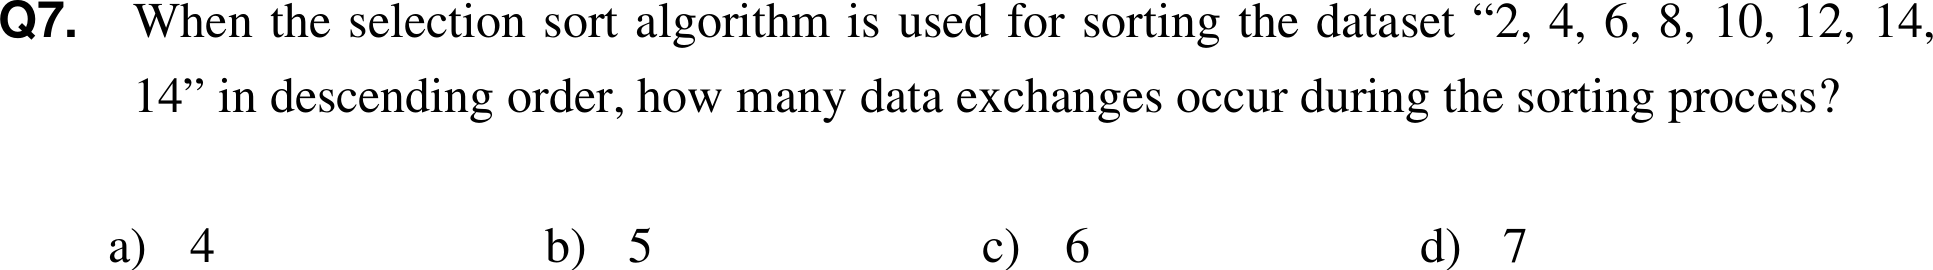 Q7. When the selection sort algorithm is used for sorting the dataset “2, 4, 6, 8, 10, 12, 14,
14” in descending order, how many data exchanges occur during the sorting process?
a) 4 b) 5 c) 6 d) 7